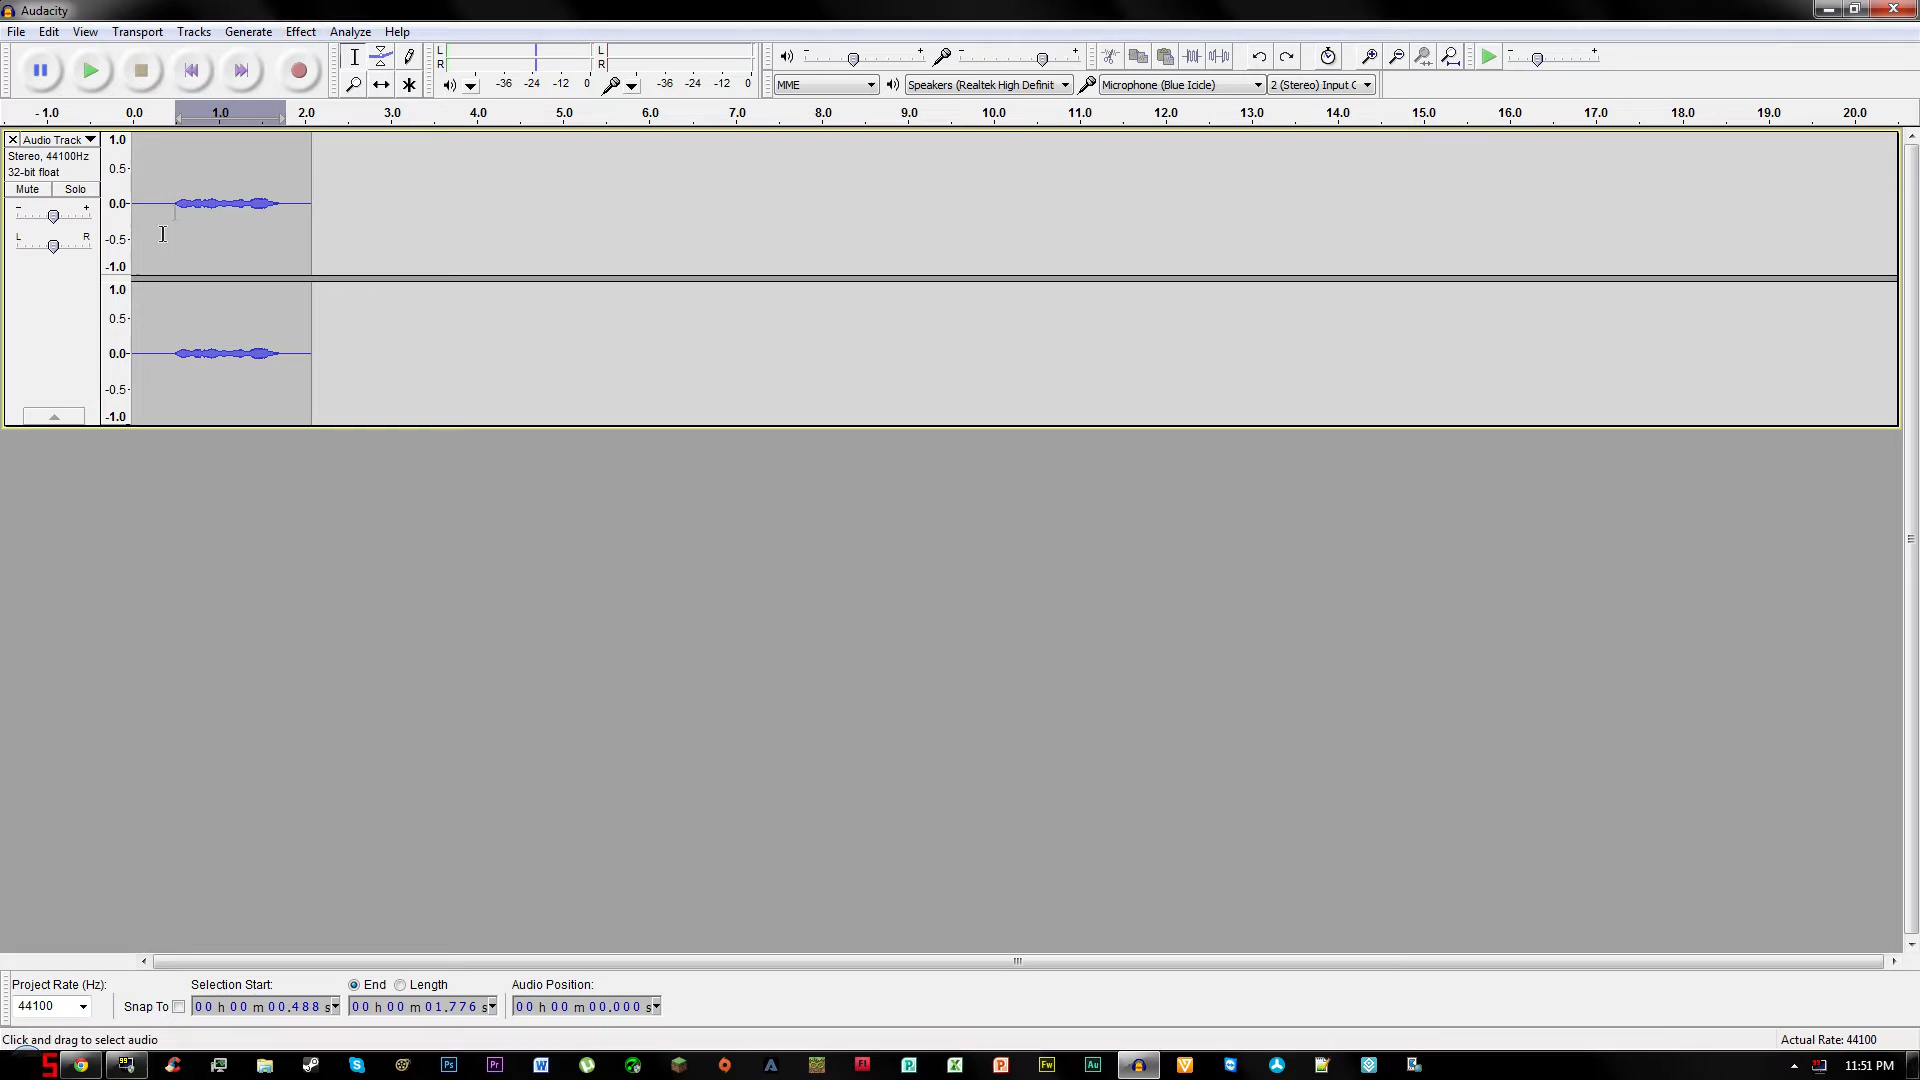 Audacity
File Edit View Transport Tracks Generate Effect Analyze Help
L
R
-36 -24 -12 0
L
R
-36 -24 -12 0
MME
Speakers (Realtek High Definit
Microphone (Blue Icicle)
2 (Stereo) Input C
- 1.0 0.0 1.0 2.0 3.0 4.0 5.0 6.0 7.0 8.0 9.0 10.0 11.0 12.0 13.0 14.0 15.0 16.0 17.0 18.0 19.0 20.0
Audio Track
Stereo, 44100Hz
32-bit float
Mute Solo
- +
L R
1.0
0.5
0.0
-0.5
-1.0
1.0
0.5
0.0
-0.5
-1.0
Project Rate (Hz):
44100
Snap To
Selection Start:
00 h 00 m 00.488 s
End Length
00 h 00 m 01.776 s
Audio Position:
00 h 00 m 00.000 s
Click and drag to select audio
Actual Rate: 44100
11:51 PM